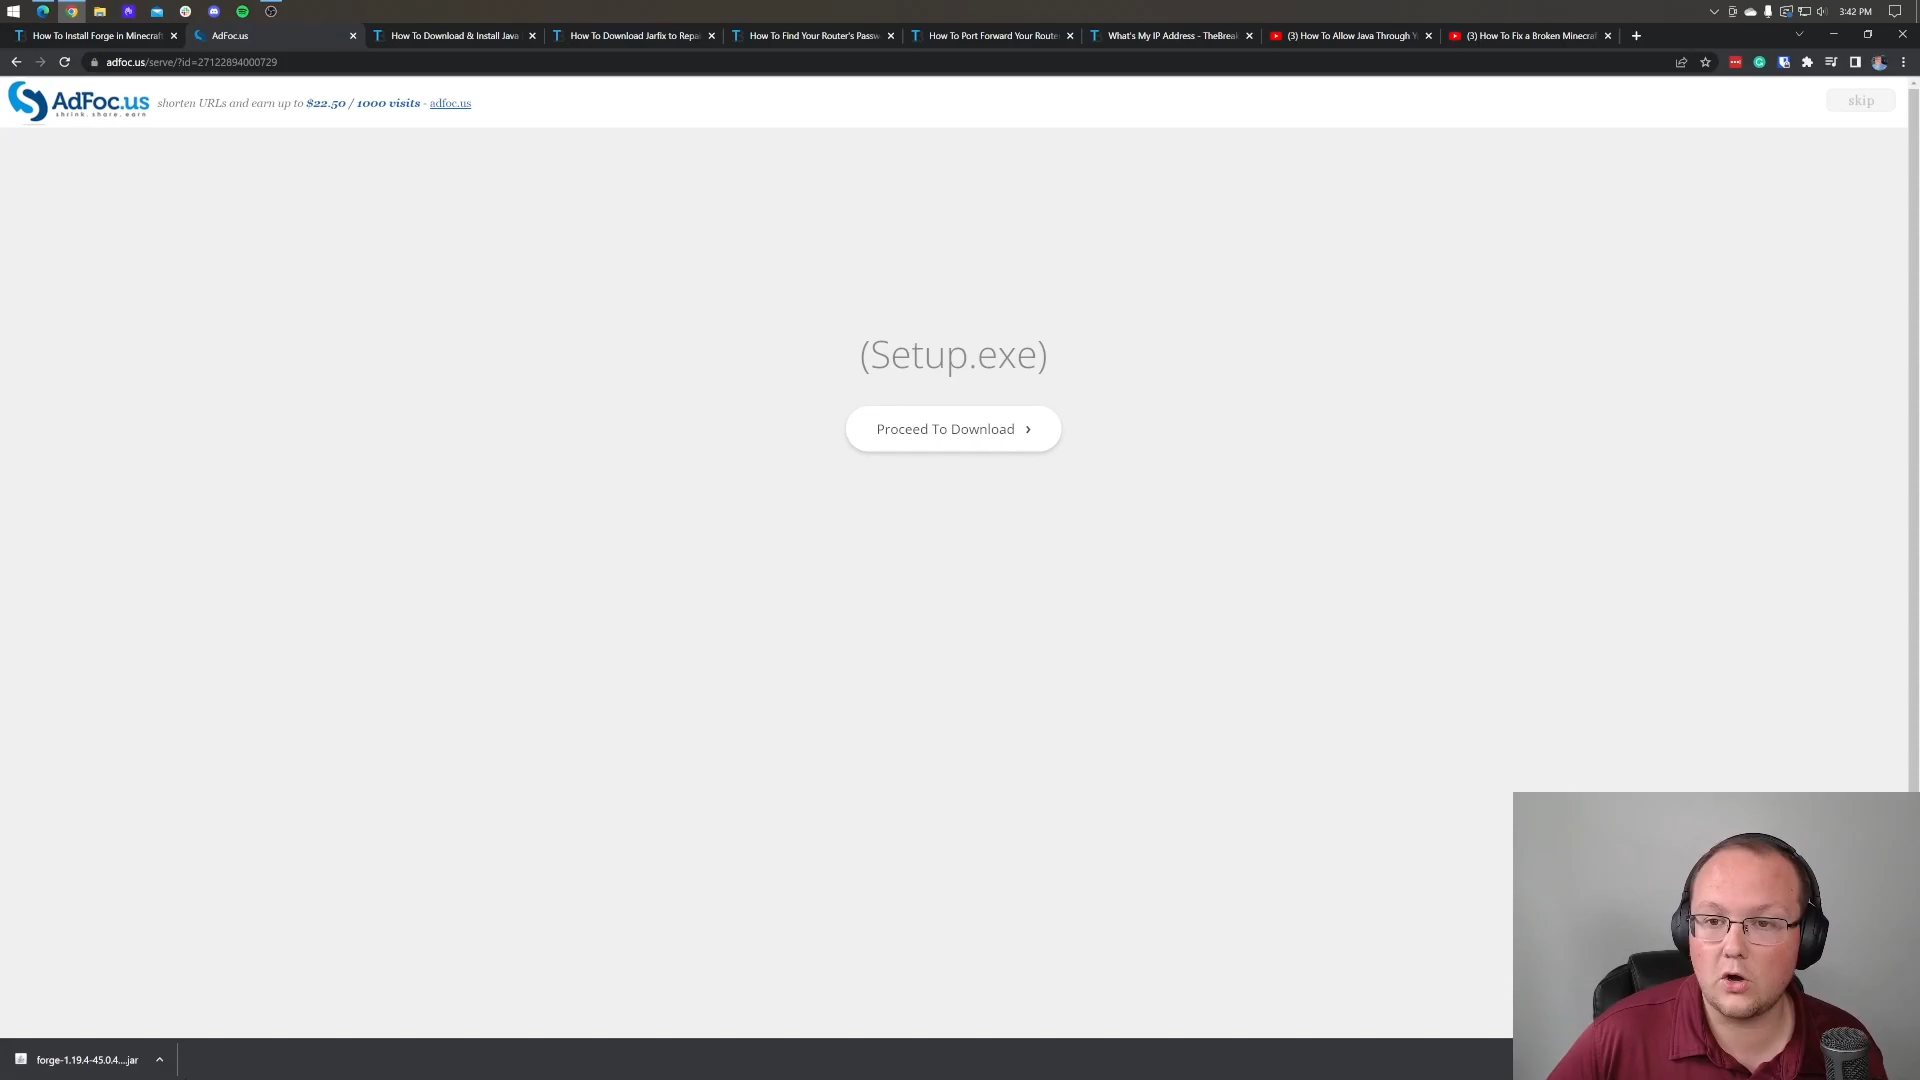 3:42 PM
How To Install Forge in Minecraft
AdFoc.us
How To Download & Install Java
How To Download Jarfix to Repai
How To Find Your Router's Passw
How To Port Forward Your Route
What's My IP Address - TheBreak
(3) How To Allow Java Through Y
(3) How To Fix a Broken Minecraf
adfoc.us/serve/?id=27122894000729
AdFoc.us
shrink. share. earn
shorten URLs and earn up to $22.50 / 1000 visits - adfoc.us
skip
(Setup.exe)
Proceed To Download ›
forge-1.19.4-45.0.4....jar